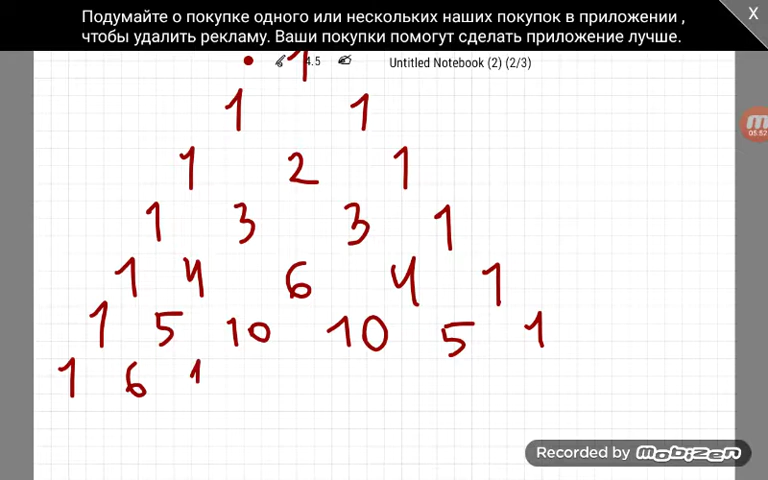 Подумайте о покупке одного или нескольких наших покупок в приложении ,
чтобы удалить рекламу. Ваши покупки помогут сделать приложение лучше.
X
4.5 Untitled Notebook (2) (2/3)
1
1 1
05:52
1 2 1
1 3 3 1
1 4 6 4 1
1 5 10 10 5 1
1 6 1
Recorded by mobizen